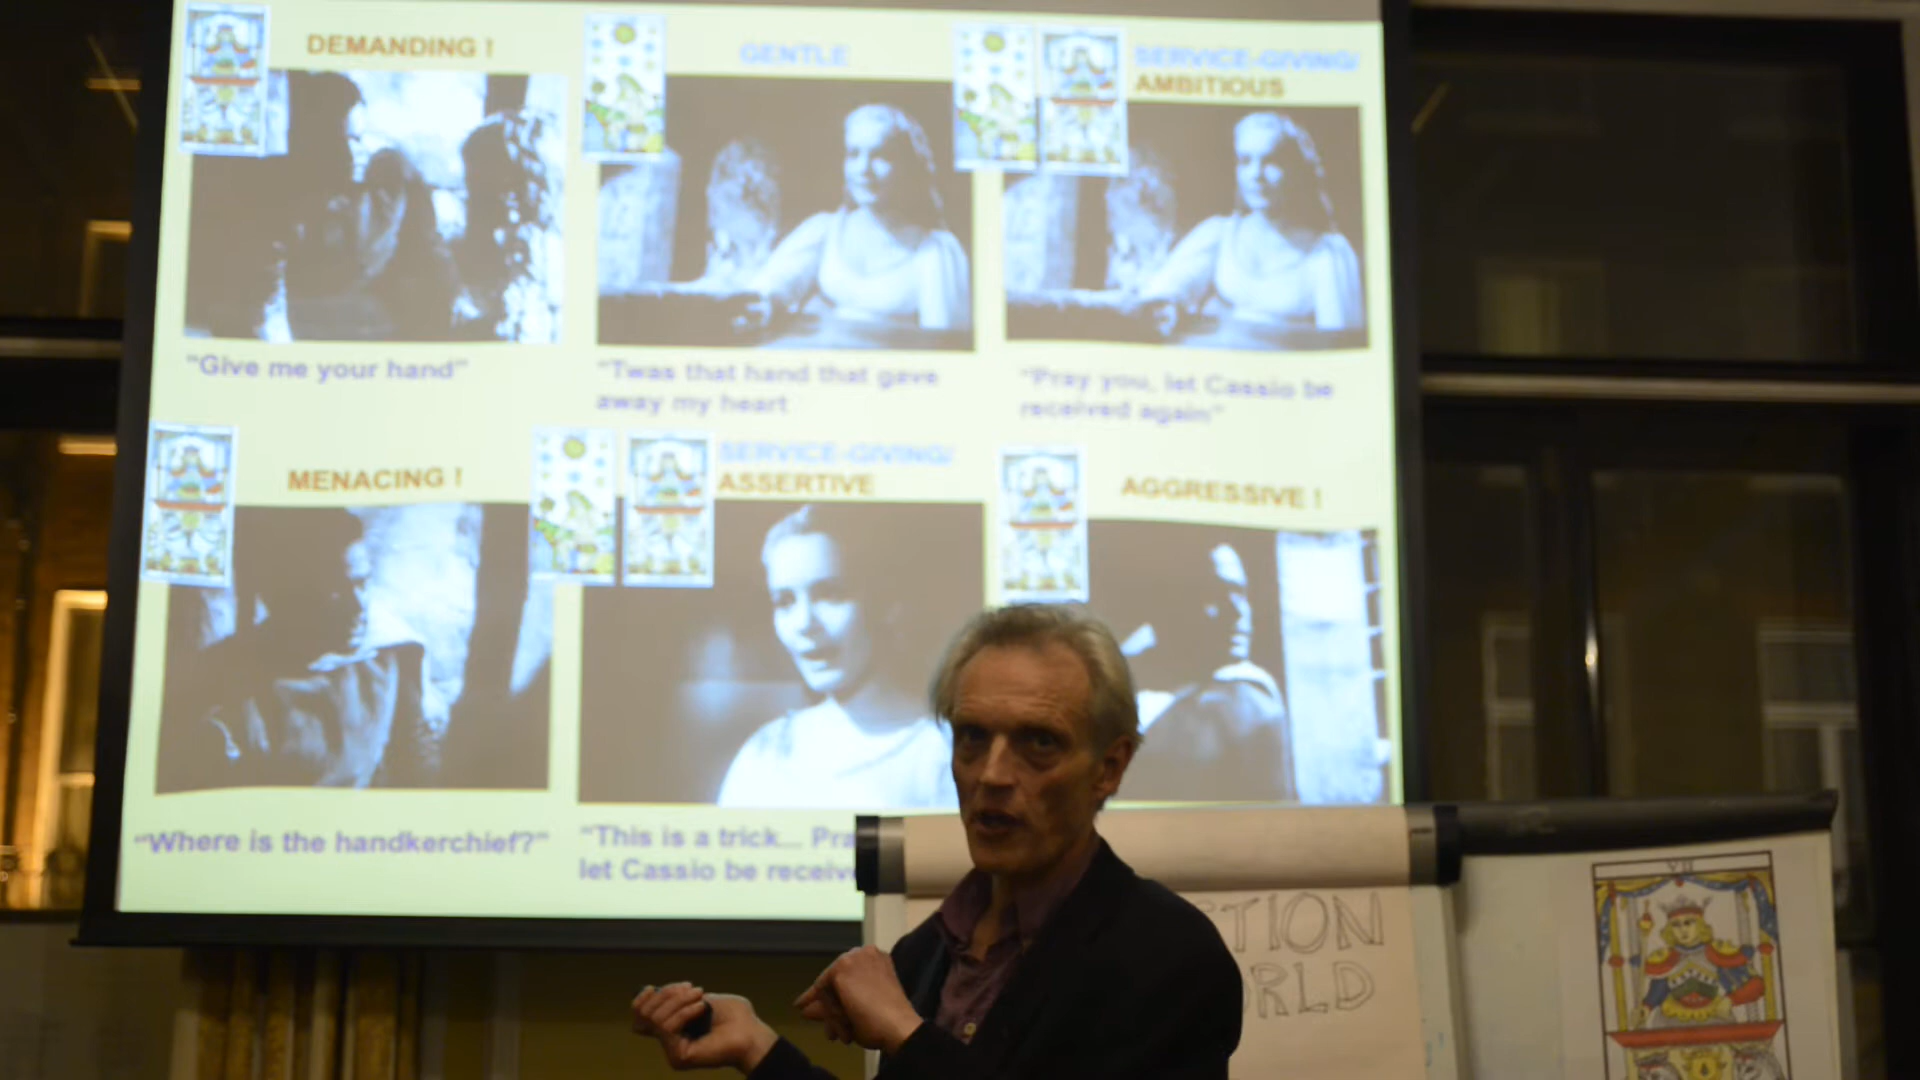 DEMANDING !
GENTLE
SERVICE-GIVING/
AMBITIOUS
"Give me your hand"
"Twas that hand that gave
away my heart
"Pray you, let Cassio be
received again"
MENACING !
SERVICE-GIVING/
ASSERTIVE
AGGRESSIVE !
"Where is the handkerchief?"
"This is a trick... Pra
let Cassio be receive
TION
RLD
VII